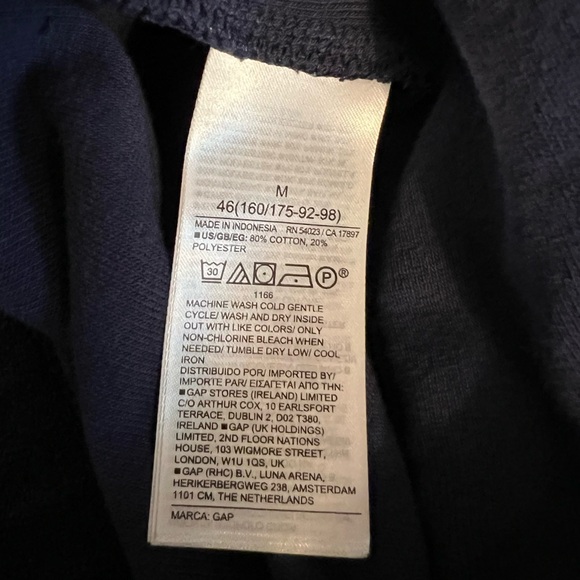 M
46(160/175-92-98)
MADE IN INDONESIA RN 54023 / CA 17897
■ US/GB/EG: 80% COTTON, 20%
POLYESTER
30 P ®
1166
MACHINE WASH COLD GENTLE
CYCLE/ WASH AND DRY INSIDE
OUT WITH LIKE COLORS/ ONLY
NON-CHLORINE BLEACH WHEN
NEEDED/ TUMBLE DRY LOW/ COOL
IRON
DISTRIBUIDO POR/ IMPORTED BY/
IMPORTE PAR/ ΕΙΣΑΓΕΤΑΙ ΑΠΟ ΤΗΝ:
■ GAP STORES (IRELAND) LIMITED
C/O ARTHUR COX, 10 EARLSFORT
TERRACE, DUBLIN 2, D02 T380,
IRELAND ■ GAP (UK HOLDINGS)
LIMITED, 2ND FLOOR NATIONS
HOUSE, 103 WIGMORE STREET,
LONDON, W1U 1QS, UK
■ GAP (RHC) B.V., LUNA ARENA,
HERIKERBERGWEG 238, AMSTERDAM
1101 CM, THE NETHERLANDS
MARCA: GAP